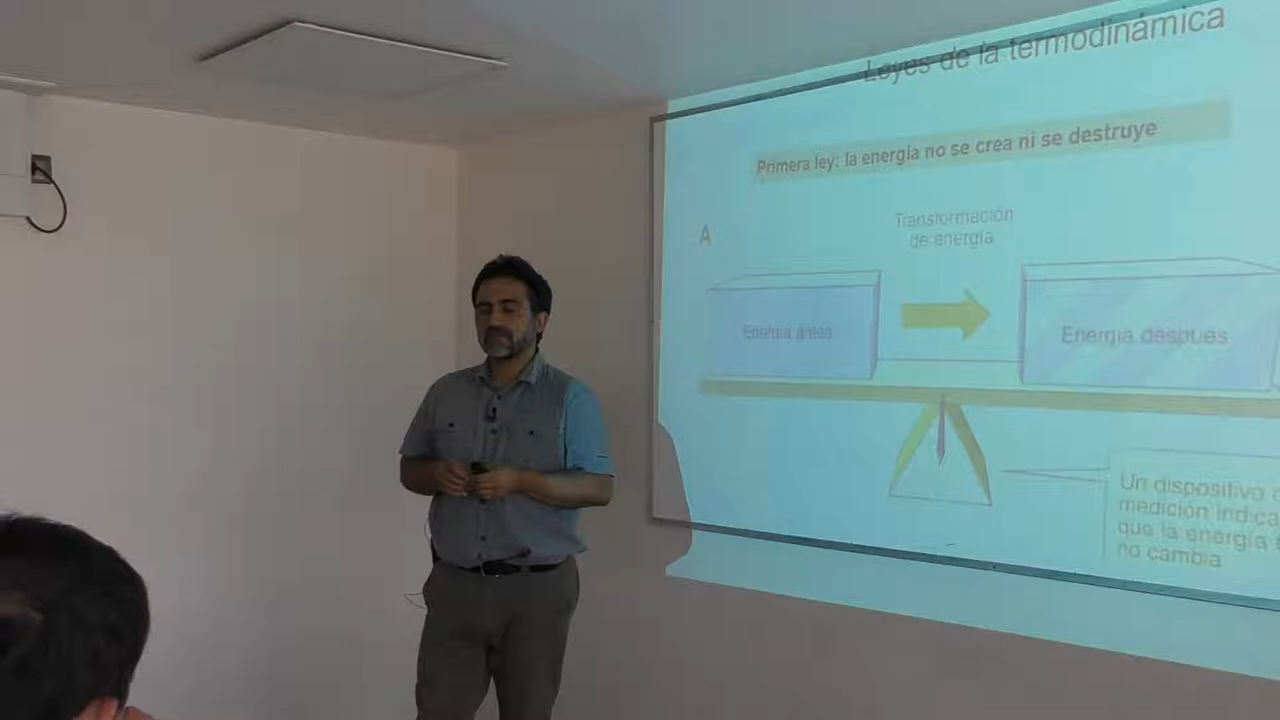 Leyes de la termodinámica
Primera ley: la energía no se crea ni se destruye
A
Transformación
de energía
Energía antes
Energía después
Un dispositivo
medición indica
que la energía
no cambia